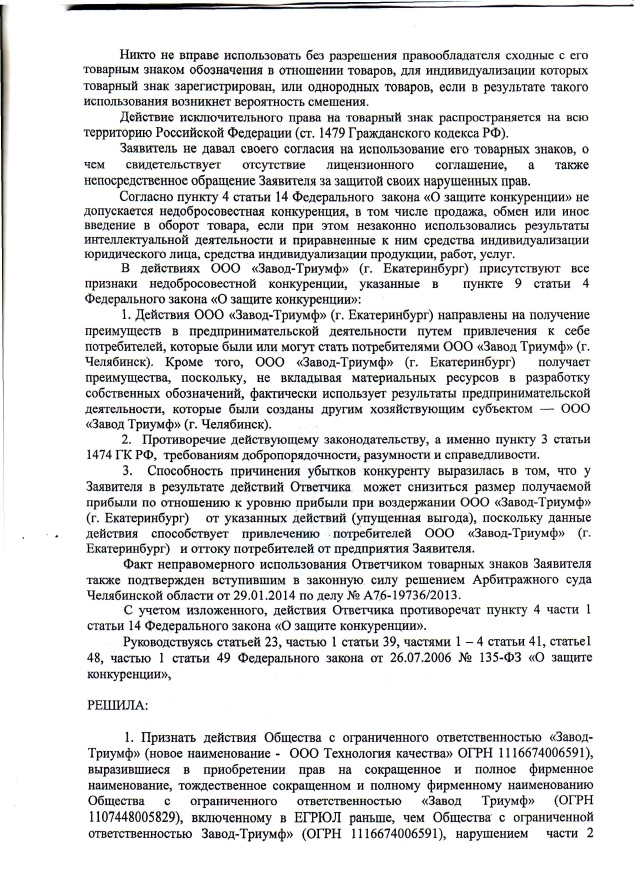 Никто не вправе использовать без разрешения правообладателя сходные с его
товарным знаком обозначения в отношении товаров, для индивидуализации которых
товарный знак зарегистрирован, или однородных товаров, если в результате такого
использования возникнет вероятность смешения.
Действие исключительного права на товарный знак распространяется на всю
территорию Российской Федерации (ст. 1479 Гражданского кодекса РФ).
Заявитель не давал своего согласия на использование его товарных знаков, о
чем свидетельствует отсутствие лицензионного соглашение, а также
непосредственное обращение Заявителя за защитой своих нарушенных прав.
Согласно пункту 4 статьи 14 Федерального закона «О защите конкуренции» не
допускается недобросовестная конкуренция, в том числе продажа, обмен или иное
введение в оборот товара, если при этом незаконно использовались результаты
интеллектуальной деятельности и приравненные к ним средства индивидуализации
юридического лица, средства индивидуализации продукции, работ, услуг.
В действиях ООО «Завод-Триумф» (г. Екатеринбург) присутствуют все
признаки недобросовестной конкуренции, указанные в пункте 9 статьи 4
Федерального закона «О защите конкуренции»:
1. Действия ООО «Завод-Триумф» (г. Екатеринбург) направлены на получение
преимуществ в предпринимательской деятельности путем привлечения к себе
потребителей, которые были или могут стать потребителями ООО «Завод Триумф» (г.
Челябинск). Кроме того, ООО «Завод-Триумф» (г. Екатеринбург) получает
преимущества, поскольку, не вкладывая материальных ресурсов в разработку
собственных обозначений, фактически использует результаты предпринимательской
деятельности, которые были созданы другим хозяйствующим субъектом — ООО
«Завод Триумф» (г. Челябинск).
2. Противоречие действующему законодательству, а именно пункту 3 статьи
1474 ГК РФ, требованиям добропорядочности, разумности и справедливости.
3. Способность причинения убытков конкуренту выразилась в том, что у
Заявителя в результате действий Ответчика может снизиться размер получаемой
прибыли по отношению к уровню прибыли при воздержании ООО «Завод-Триумф»
(г. Екатеринбург) от указанных действий (упущенная выгода), поскольку данные
действия способствует привлечению потребителей ООО «Завод-Триумф» (г.
Екатеринбург) и оттоку потребителей от предприятия Заявителя.
Факт неправомерного использования Ответчиком товарных знаков Заявителя
также подтвержден вступившим в законную силу решением Арбитражного суда
Челябинской области от 29.01.2014 по делу № А76-19736/2013.
С учетом изложенного, действия Ответчика противоречат пункту 4 части 1
статьи 14 Федерального закона «О защите конкуренции».
Руководствуясь статьей 23, частью 1 статьи 39, частями 1 – 4 статьи 41, статье1
48, частью 1 статьи 49 Федерального закона от 26.07.2006 № 135-ФЗ «О защите
конкуренции»,
РЕШИЛА:
1. Признать действия Общества с ограниченного ответственностью «Завод-
Триумф» (новое наименование - ООО Технология качества» ОГРН 1116674006591),
выразившиеся в приобретении прав на сокращенное и полное фирменное
наименование, тождественное сокращенном и полному фирменному наименованию
Общества с ограниченного ответственностью «Завод Триумф» (ОГРН
1107448005829), включенному в ЕГРЮЛ раньше, чем Общества с ограниченной
ответственностью Завод-Триумф» (ОГРН 1116674006591), нарушением части 2